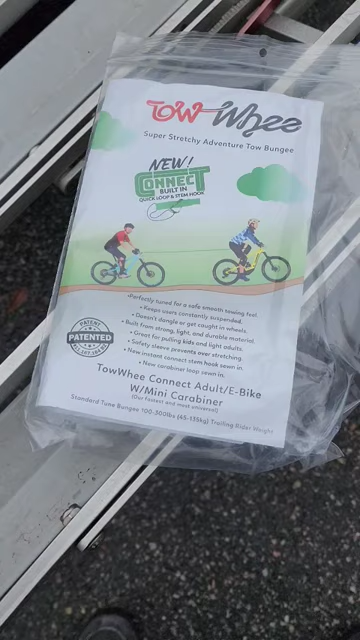 TOW Whee
Super Stretchy Adventure Tow Bungee
NEW!
CONNECT
BUILT IN
QUICK LOOP & STEM HOOK
•Perfectly tuned for a safe smooth towing feel.
• Keeps users constantly suspended.
• Doesn't dangle or get caught in wheels.
• Built from strong, light, and durable material.
• Great for pulling kids and light adults.
• Safety sleeve prevents over stretching.
• New instant connect stem hook sewn in
• New carabiner loop sewn in.
PATENT
PATENTED
TowWhee Connect Adult/E-Bike
W/Mini Carabiner
(Our fastest and most universal)
Standard Tune Bungee 100-300lbs (45-135kg) Trailing Rider Weight